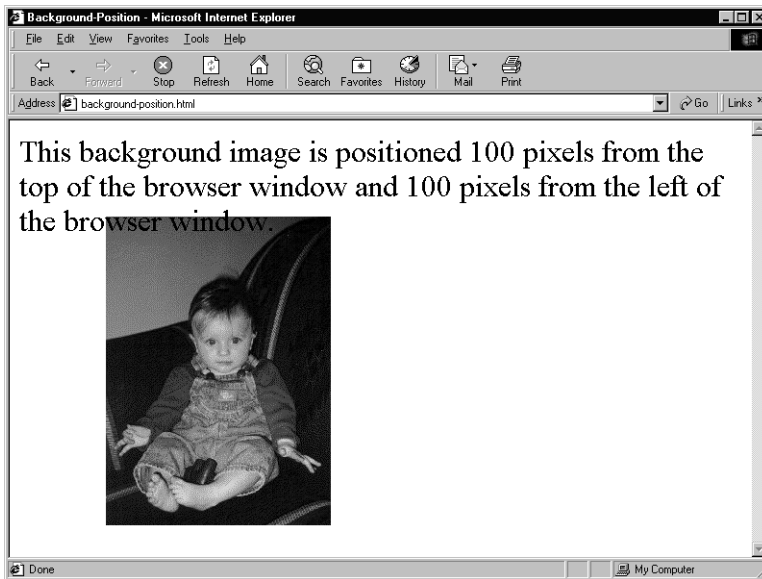 Background-Position - Microsoft Internet Explorer
File Edit View Favorites Tools Help
Back Forward Stop Refresh Home Search Favorites History Mail Print
Address background-position.html Go Links »
This background image is positioned 100 pixels from the
top of the browser window and 100 pixels from the left of
the browser window.
Done My Computer